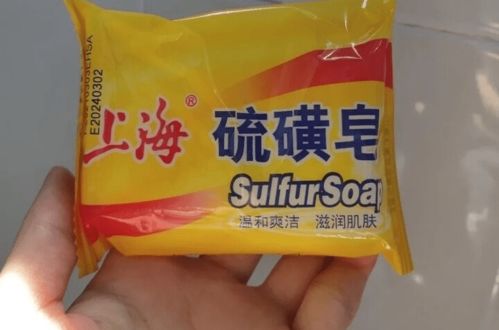 E20240302
上海®
硫磺皂
SulfurSoap
温和爽洁 滋润肌肤